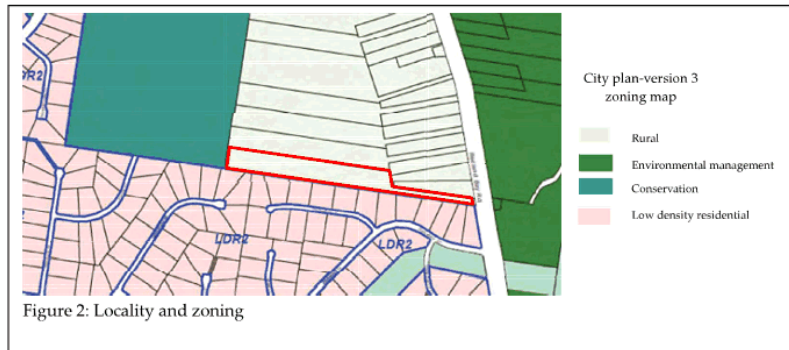 City plan-version 3
zoning map
Rural
Environmental management
Conservation
Low density residential
LDR2
LDR2
Figure 2: Locality and zoning